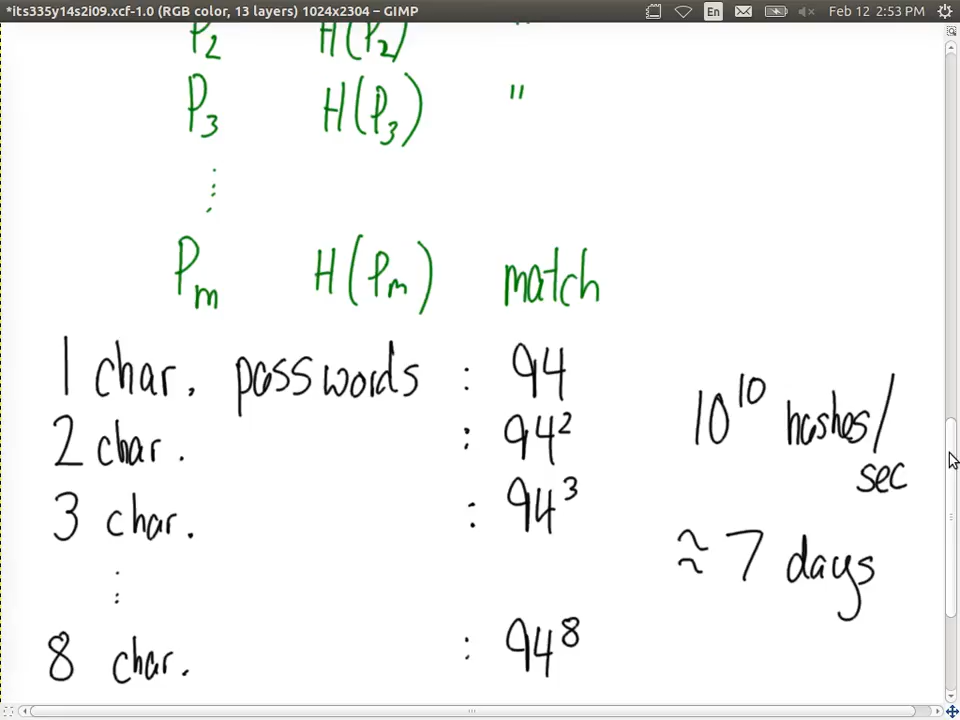 *its335y14s2i09.xcf-1.0 (RGB color, 13 layers) 1024x2304 – GIMP En Feb 12 2:53 PM
P2 H(P2) "
P3 H(P3) "
⋮
Pm H(Pm) match
1 char. passwords : 94
2 char. : 94²
3 char. : 94³
⋮
8 char. : 94⁸
10¹⁰ hashes/
sec
≈ 7 days